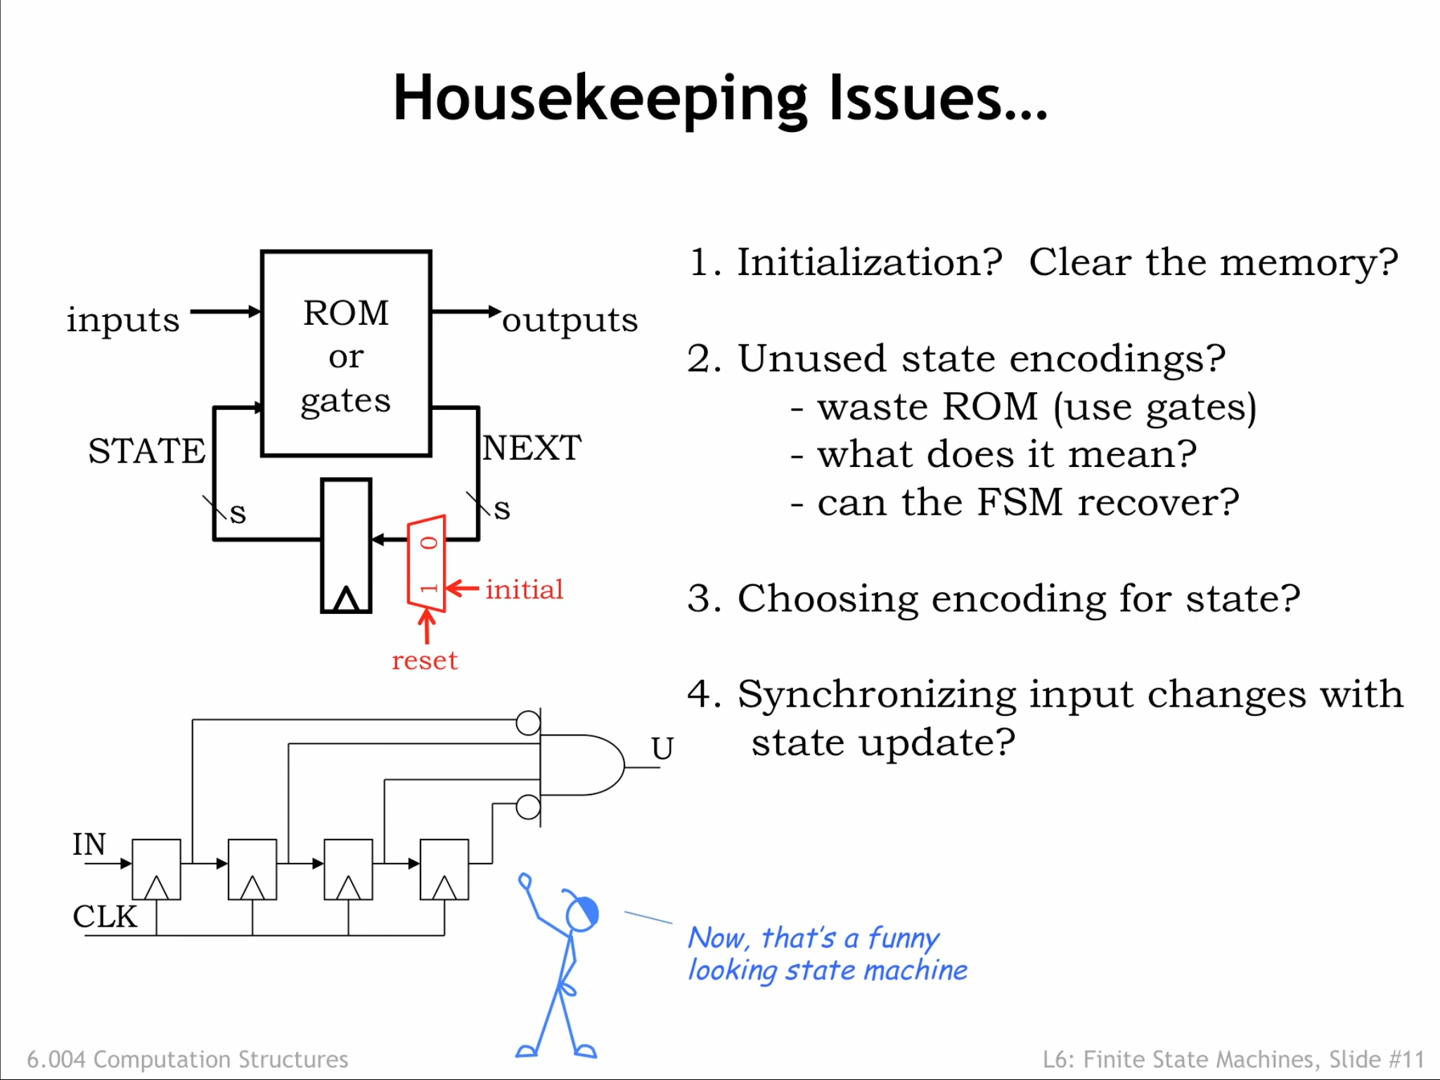 Housekeeping Issues…
inputs
ROM
or
gates
outputs
STATE
NEXT
s
s
0
1
initial
reset
1. Initialization?  Clear the memory?
2. Unused state encodings?
- waste ROM (use gates)
- what does it mean?
- can the FSM recover?
3. Choosing encoding for state?
4. Synchronizing input changes with
state update?
U
IN
CLK
Now, that's a funny
looking state machine
6.004 Computation Structures
L6: Finite State Machines, Slide #11